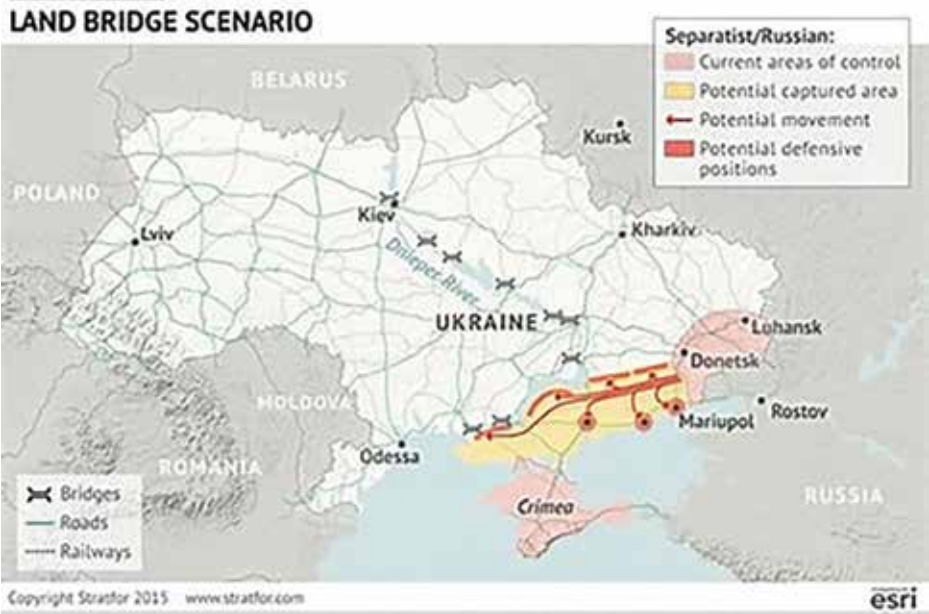 LAND BRIDGE SCENARIO
Separatist/Russian:
Current areas of control
Potential captured area
Potential movement
Potential defensive
positions
BELARUS
Kursk
POLAND
Kiev
Lviv
Kharkiv
Dnieper River
UKRAINE
Luhansk
Donetsk
MOLDOVA
Mariupol
Rostov
Odessa
ROMANIA
RUSSIA
Crimea
Bridges
Roads
Railways
Copyright Stratfor 2015 www.stratfor.com
esri